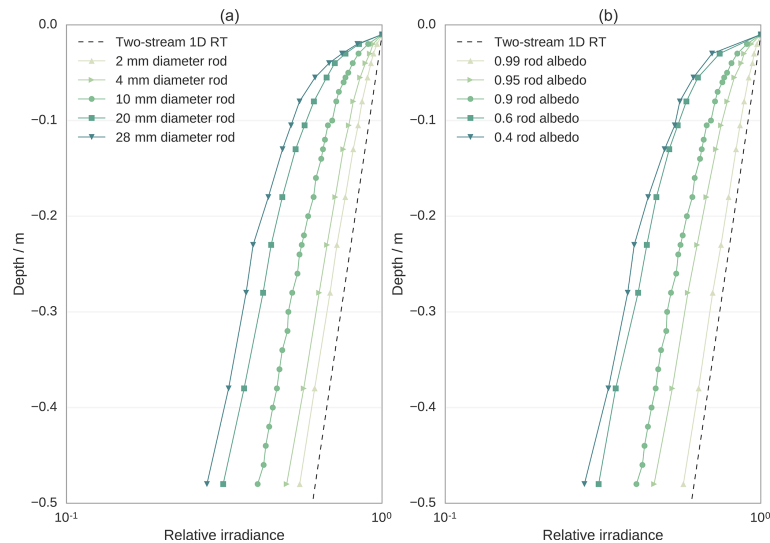 (a)
0.0
−0.1
−0.2
−0.3
−0.4
−0.5
Depth / m
Two-stream 1D RT
2 mm diameter rod
4 mm diameter rod
10 mm diameter rod
20 mm diameter rod
28 mm diameter rod
10-1
100
Relative irradiance
(b)
0.0
−0.1
−0.2
−0.3
−0.4
−0.5
Depth / m
Two-stream 1D RT
0.99 rod albedo
0.95 rod albedo
0.9 rod albedo
0.6 rod albedo
0.4 rod albedo
10-1
100
Relative irradiance